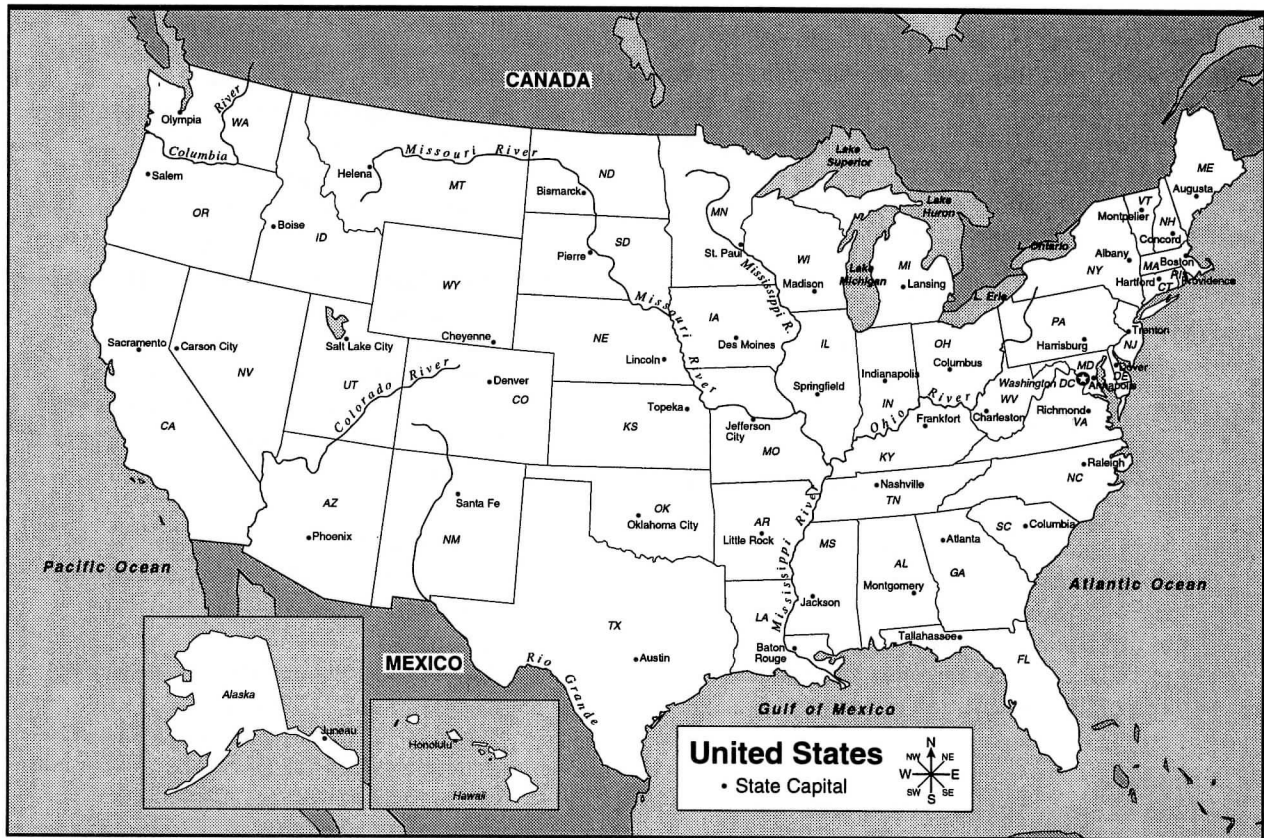 CANADA
River
Olympia
WA
Columbia
Salem
OR
Helena
Missouri River
MT
Boise
ID
ND
Bismarck
SD
Pierre
WY
Cheyenne
Missouri River
NE
Lincoln
MN
St. Paul
Mississippi R.
WI
Madison
Lake
Superior
Lake
Michigan
Lake
Huron
MI
Lansing
L. Ontario
L. Erie
ME
Augusta
VT
Montpelier
NH
Concord
Albany
NY
MA
Boston
Hartford
CT
RI
Providence
PA
Harrisburg
Trenton
NJ
MD
Dover
DE
Annapolis
Washington DC
IA
Des Moines
IL
Springfield
Indianapolis
IN
OH
Columbus
Ohio River
WV
Charleston
Richmond
VA
Frankfort
KY
Sacramento
Carson City
NV
CA
Salt Lake City
UT
Colorado River
Denver
CO
Topeka
KS
Jefferson
City
MO
Nashville
TN
Raleigh
NC
SC
Columbia
AZ
Phoenix
Santa Fe
NM
OK
Oklahoma City
AR
Little Rock
Mississippi River
MS
Jackson
AL
Montgomery
Atlanta
GA
LA
Baton
Rouge
Tallahassee
FL
TX
Austin
Rio Grande
Pacific Ocean
Atlantic Ocean
MEXICO
Gulf of Mexico
Alaska
Juneau
Honolulu
Hawaii
United States
• State Capital
N
NW NE
W E
SW SE
S